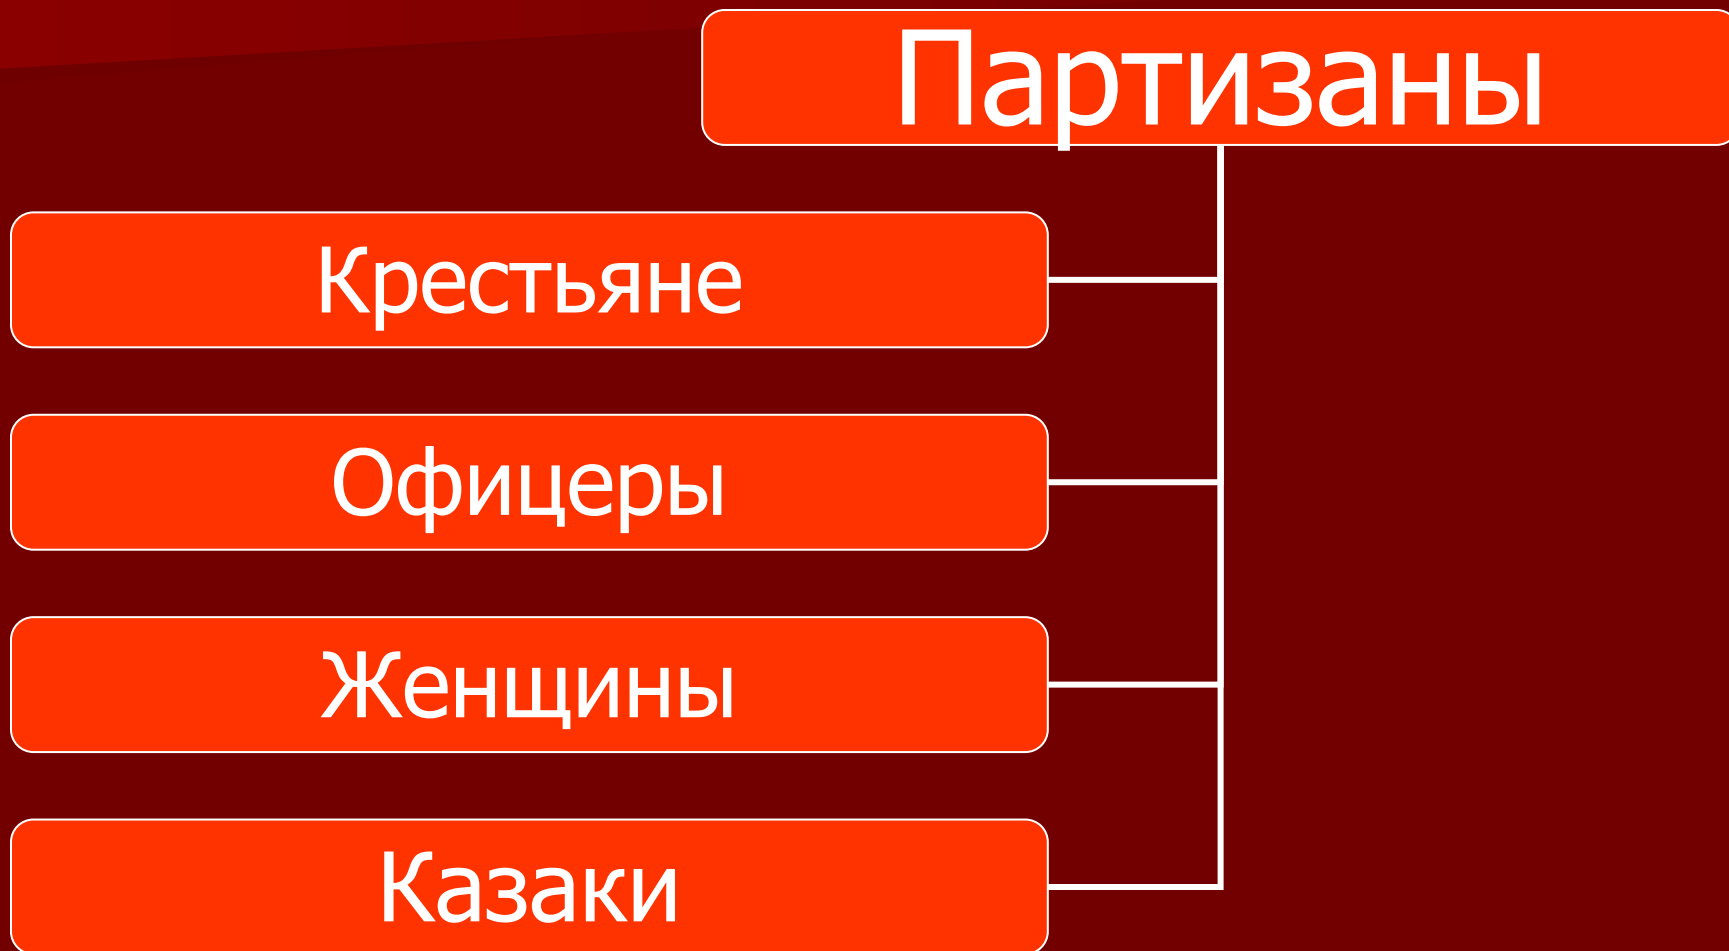 Партизаны
Крестьяне
Офицеры
Женщины
Казаки